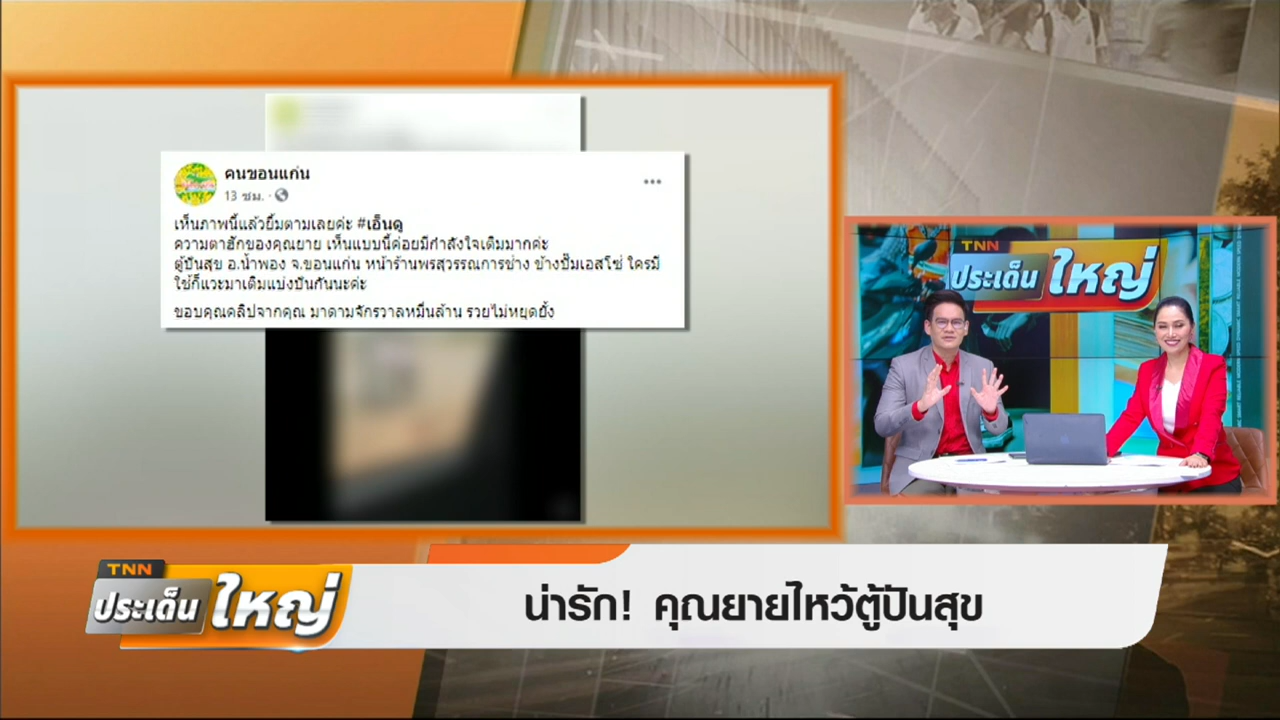 คนขอนแก่น
13 ชม.
เห็นภาพนี้แล้วยิ้มตามเลยค่ะ #เอ็นดู
ความตาฮักของคุณยาย เห็นแบบนี้ค่อยมีกำลังใจเติมมากค่ะ
ตู้ปันสุข อ.น้ำพอง จ.ขอนแก่น หน้าร้านพรสุวรรณการช่าง ข้างปั๊มเอสโซ่ ใครมี
ใช้ก็แวะมาเติมแบ่งปันกันนะค่ะ
ขอบคุณคลิปจากคุณ มาดามจักรวาลหมื่นล้าน รวยไม่หยุดยั้ง
TNN
ประเด็น ใหญ่
TNN
ประเด็น ใหญ่
น่ารัก! คุณยายไหว้ตู้ปันสุข